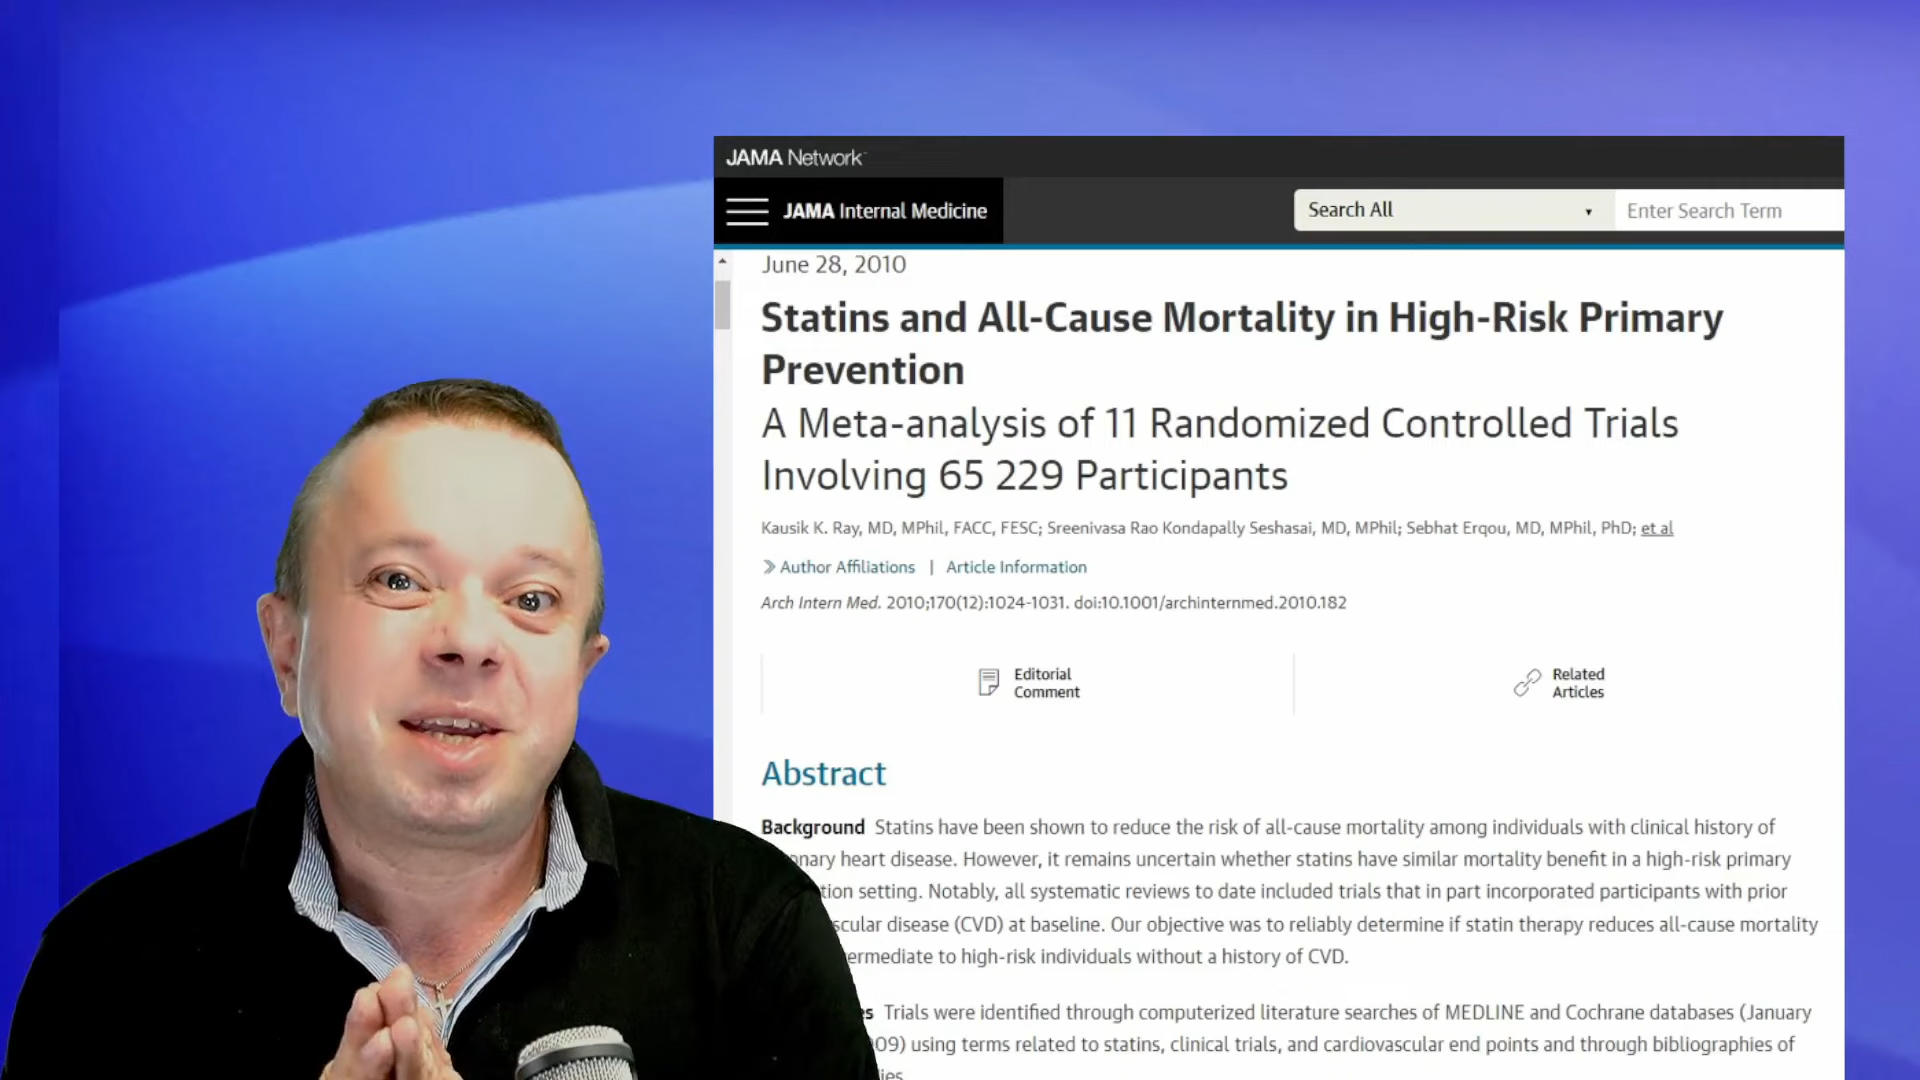 JAMA Network
JAMA Internal Medicine
Search All
Enter Search Term
June 28, 2010
Statins and All-Cause Mortality in High-Risk Primary
Prevention
A Meta-analysis of 11 Randomized Controlled Trials
Involving 65 229 Participants
Kausik K. Ray, MD, MPhil, FACC, FESC; Sreenivasa Rao Kondapally Seshasai, MD, MPhil; Sebhat Erqou, MD, MPhil, PhD; et al
Author Affiliations | Article Information
Arch Intern Med. 2010;170(12):1024-1031. doi:10.1001/archinternmed.2010.182
Editorial
Comment
Related
Articles
Abstract
Background Statins have been shown to reduce the risk of all-cause mortality among individuals with clinical history of
heart disease. However, it remains uncertain whether statins have similar mortality benefit in a high-risk primary
setting. Notably, all systematic reviews to date included trials that in part incorporated participants with prior
disease (CVD) at baseline. Our objective was to reliably determine if statin therapy reduces all-cause mortality
to high-risk individuals without a history of CVD.
Trials were identified through computerized literature searches of MEDLINE and Cochrane databases (January
09) using terms related to statins, clinical trials, and cardiovascular end points and through bibliographies of